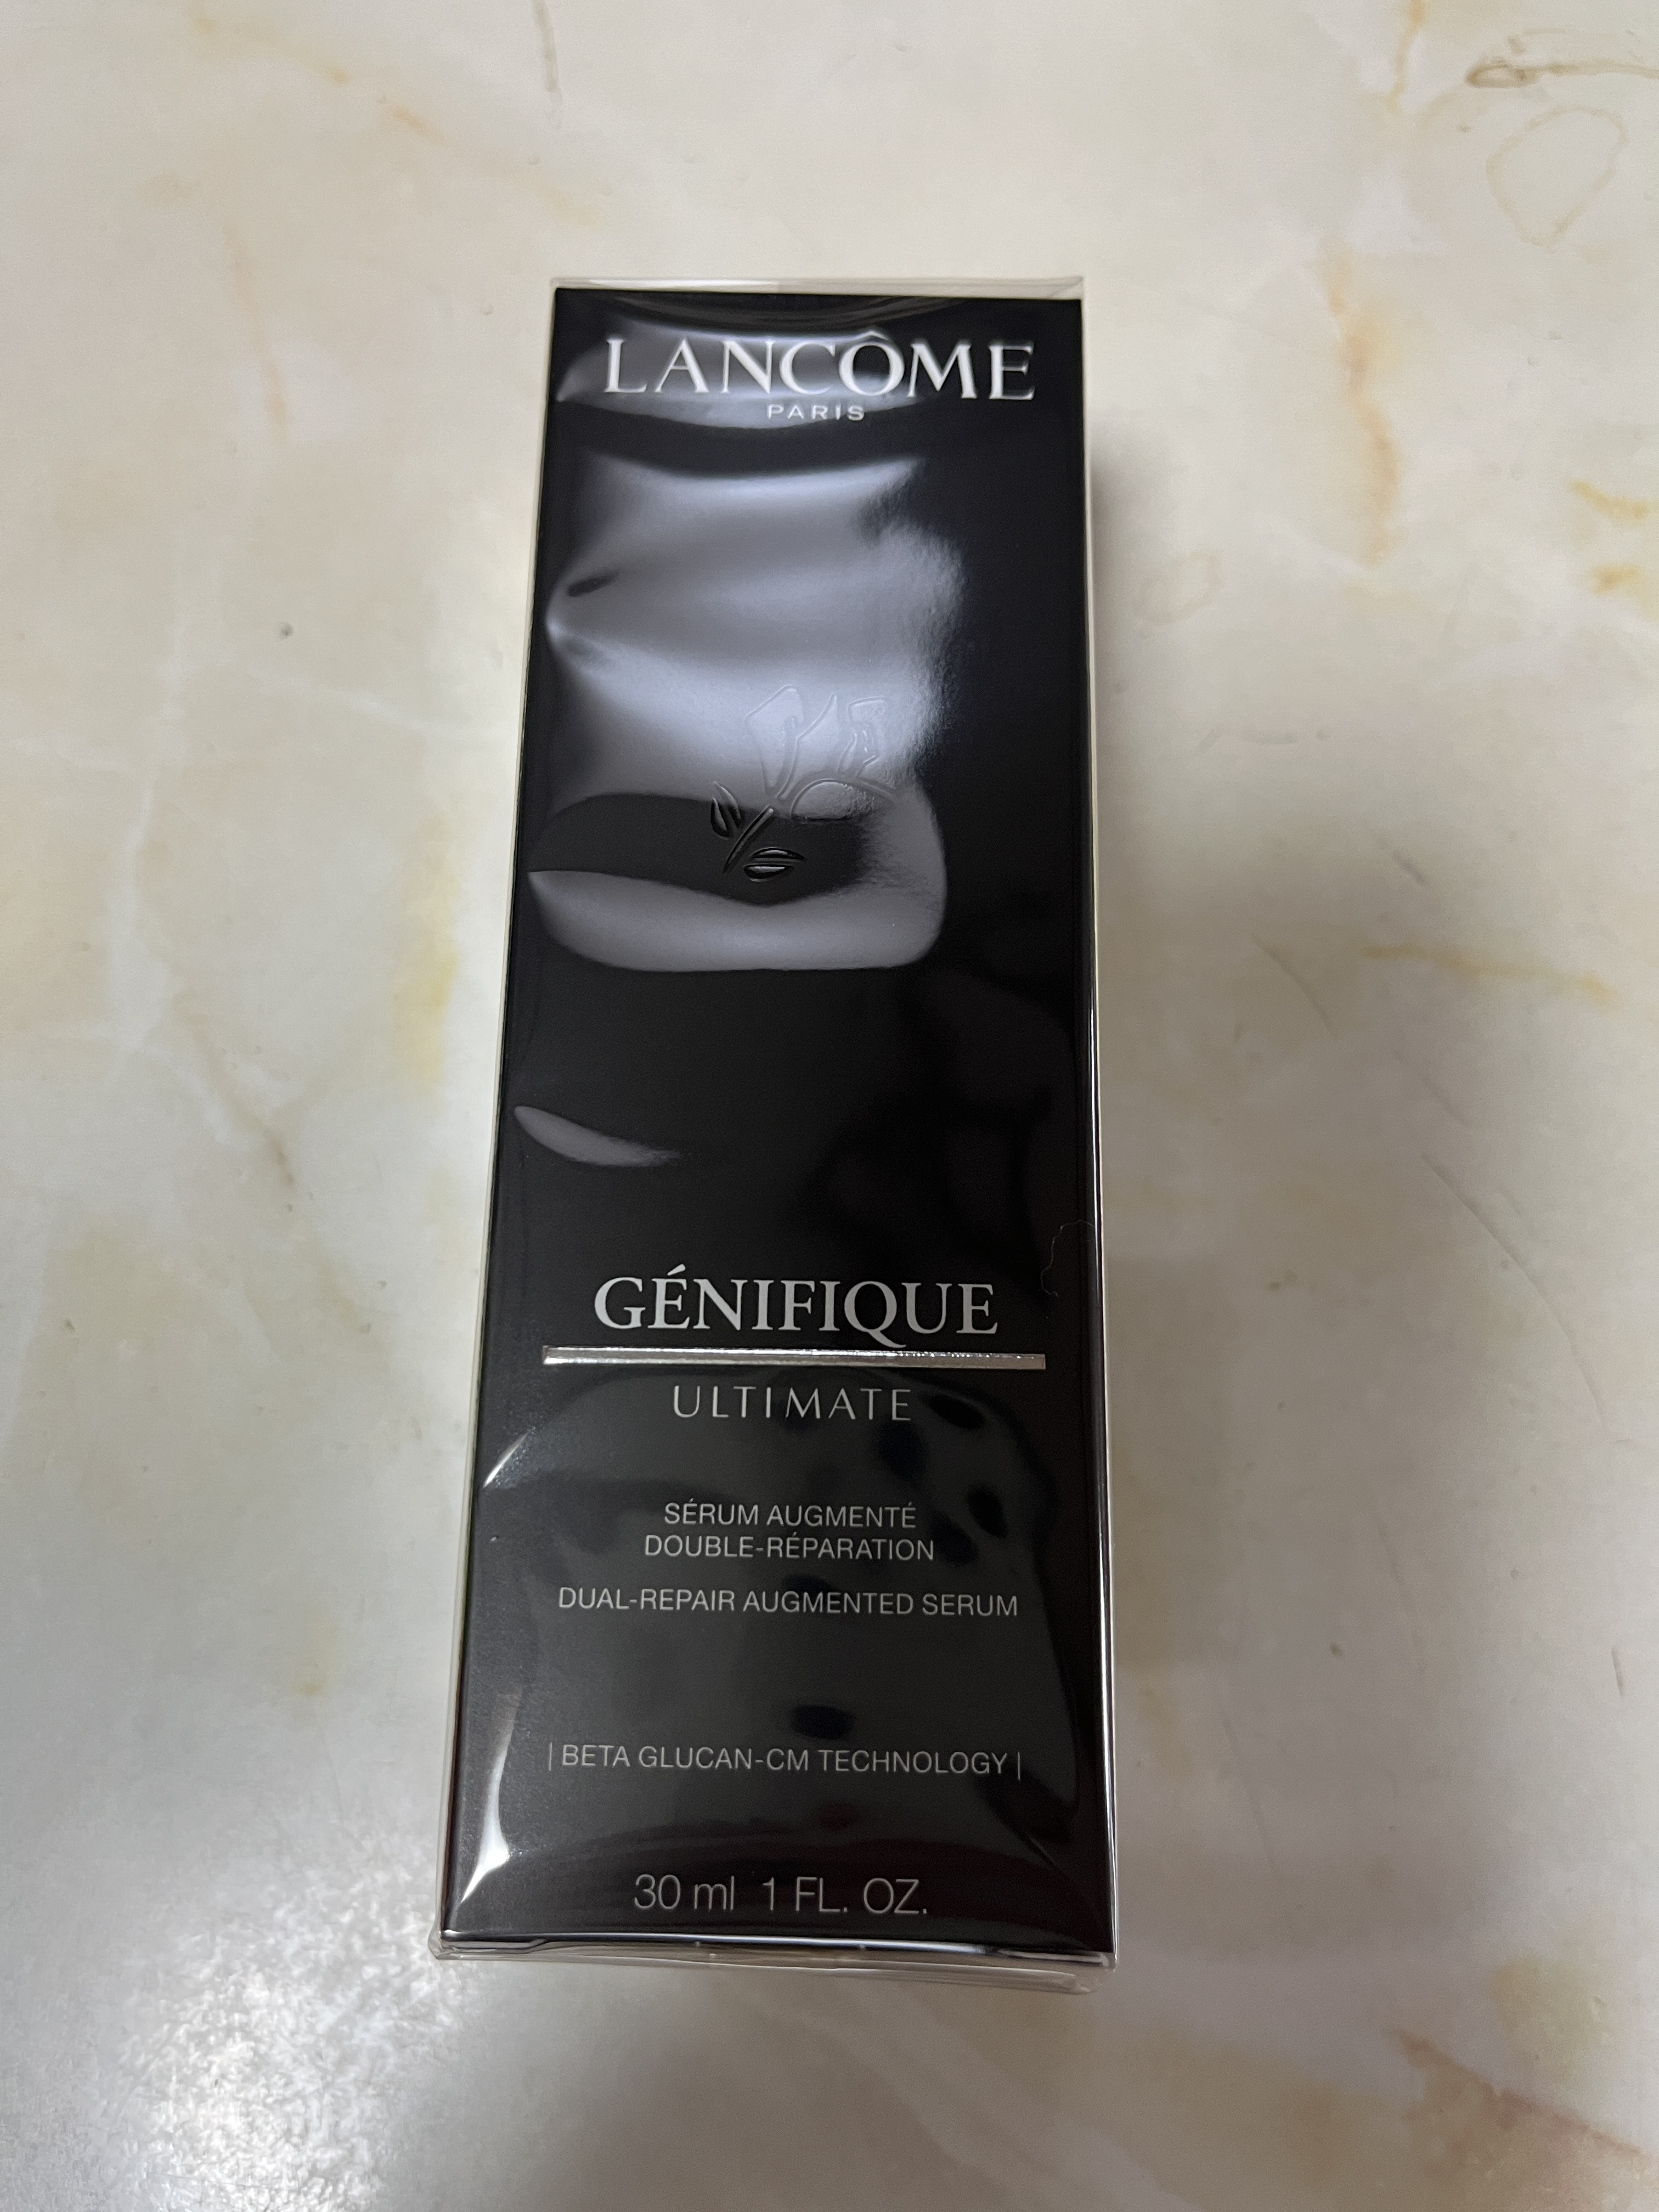 LANCÔME
PARIS
GÉNIFIQUE
ULTIMATE
SÉRUM AUGMENTÉ
DOUBLE-RÉPARATION
DUAL-REPAIR AUGMENTED SERUM
| BETA GLUCAN-CM TECHNOLOGY |
30 ml 1 FL. OZ.